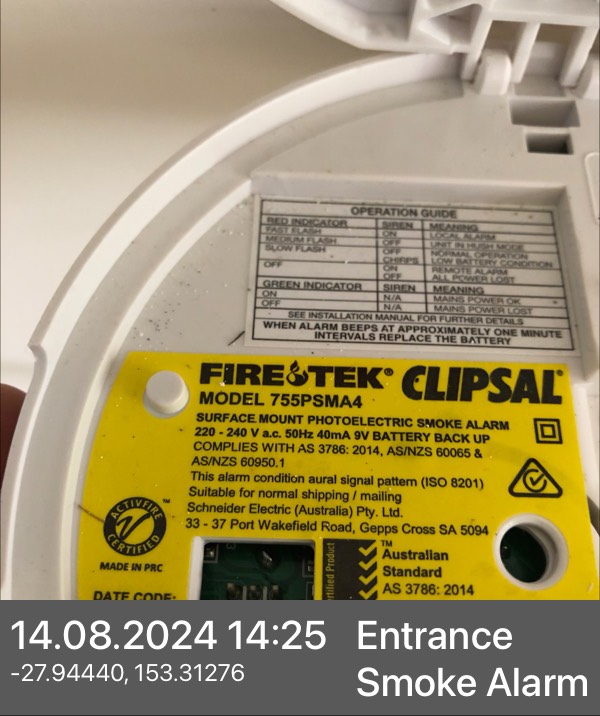 OPERATION GUIDE
RED INDICATOR SIREN MEANING
FAST FLASH ON LOCAL ALARM
MEDIUM FLASH OFF UNIT IN HUSH MODE
SLOW FLASH OFF NORMAL OPERATION
CHIRPS LOW BATTERY CONDITION
OFF ON REMOTE ALARM
OFF ALL POWER LOST
GREEN INDICATOR SIREN MEANING
ON N/A MAINS POWER OK
OFF N/A MAINS POWER LOST
SEE INSTALLATION MANUAL FOR FURTHER DETAILS
WHEN ALARM BEEPS AT APPROXIMATELY ONE MINUTE
INTERVALS REPLACE THE BATTERY
FIRETEK® CLIPSAL®
MODEL 755PSMA4
SURFACE MOUNT PHOTOELECTRIC SMOKE ALARM
220 - 240 V a.c. 50Hz 40mA 9V BATTERY BACK UP
COMPLIES WITH AS 3786: 2014, AS/NZS 60065 &
AS/NZS 60950.1
This alarm condition aural signal pattern (ISO 8201)
Suitable for normal shipping / mailing
Schneider Electric (Australia) Pty. Ltd.
33 - 37 Port Wakefield Road, Gepps Cross SA 5094
ACTIVFIRE ™
CERTIFIED
MADE IN PRC
DATE CODE:
Certified Product
™
Australian
Standard
AS 3786: 2014
14.08.2024 14:25
-27.94440, 153.31276
Entrance
Smoke Alarm